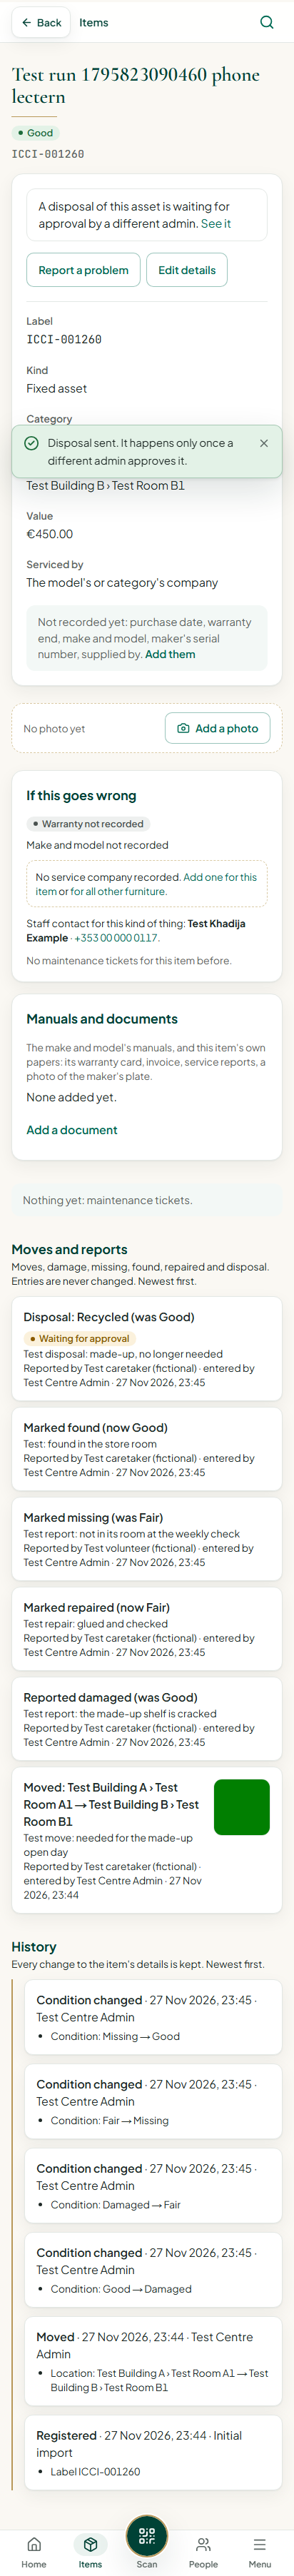 Back
Items
Test run 1795823090460 phone
lectern
Good
ICCI-001260
A disposal of this asset is waiting for
approval by a different admin. See it
Report a problem
Edit details
Label
ICCI-001260
Kind
Fixed asset
Category
Disposal sent. It happens only once a
different admin approves it.
Test Building B › Test Room B1
Value
€450.00
Serviced by
The model's or category's company
Not recorded yet: purchase date, warranty
end, make and model, maker's serial
number, supplied by. Add them
No photo yet
Add a photo
If this goes wrong
Warranty not recorded
Make and model not recorded
No service company recorded. Add one for this
item or for all other furniture.
Staff contact for this kind of thing: Test Khadija
Example · +353 00 000 0117.
No maintenance tickets for this item before.
Manuals and documents
The make and model's manuals, and this item's own
papers: its warranty card, invoice, service reports, a
photo of the maker's plate.
None added yet.
Add a document
Nothing yet: maintenance tickets.
Moves and reports
Moves, damage, missing, found, repaired and disposal.
Entries are never changed. Newest first.
Disposal: Recycled (was Good)
Waiting for approval
Test disposal: made-up, no longer needed
Reported by Test caretaker (fictional) · entered by
Test Centre Admin · 27 Nov 2026, 23:45
Marked found (now Good)
Test: found in the store room
Reported by Test caretaker (fictional) · entered by
Test Centre Admin · 27 Nov 2026, 23:45
Marked missing (was Fair)
Test report: not in its room at the weekly check
Reported by Test volunteer (fictional) · entered by
Test Centre Admin · 27 Nov 2026, 23:45
Marked repaired (now Fair)
Test repair: glued and checked
Reported by Test caretaker (fictional) · entered by
Test Centre Admin · 27 Nov 2026, 23:45
Reported damaged (was Good)
Test report: the made-up shelf is cracked
Reported by Test caretaker (fictional) · entered by
Test Centre Admin · 27 Nov 2026, 23:45
Moved: Test Building A › Test
Room A1 → Test Building B › Test
Room B1
Test move: needed for the made-up
open day
Reported by Test caretaker (fictional) ·
entered by Test Centre Admin · 27 Nov
2026, 23:44
History
Every change to the item's details is kept. Newest first.
Condition changed · 27 Nov 2026, 23:45 ·
Test Centre Admin
• Condition: Missing → Good
Condition changed · 27 Nov 2026, 23:45 ·
Test Centre Admin
• Condition: Fair → Missing
Condition changed · 27 Nov 2026, 23:45 ·
Test Centre Admin
• Condition: Damaged → Fair
Condition changed · 27 Nov 2026, 23:45 ·
Test Centre Admin
• Condition: Good → Damaged
Moved · 27 Nov 2026, 23:44 · Test Centre
Admin
• Location: Test Building A › Test Room A1 → Test
Building B › Test Room B1
Registered · 27 Nov 2026, 23:44 · Initial
import
• Label ICCI-001260
Home
Items
Scan
People
Menu